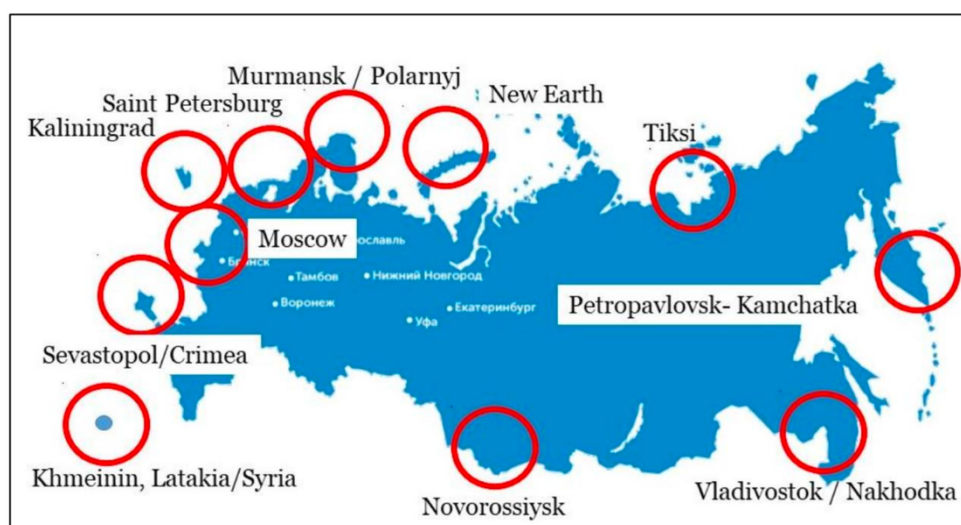 Murmansk / Polarnyj
Saint Petersburg
New Earth
Kaliningrad
Tiksi
Moscow
Брянск
Тамбов
Нижний Новгород
Воронеж
Екатеринбург
Уфа
Petropavlovsk- Kamchatka
Sevastopol/Crimea
Khmeinin, Latakia/Syria
Novorossiysk
Vladivostok / Nakhodka